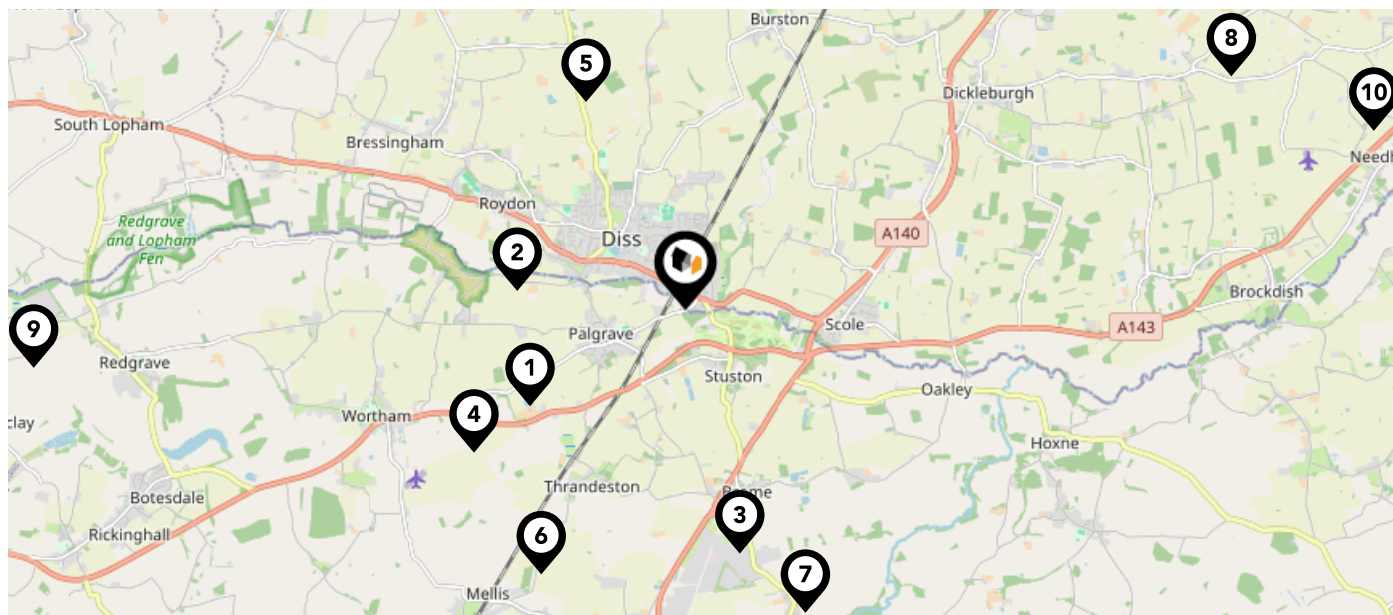 Burston
8
5
10
Dickleburgh
South Lopham
Bressingham
Roydon
Redgrave
and Lopham
Fen
Diss
2
A140
Brockdish
9
Scole
A143
Palgrave
Redgrave
1
Stuston
Oakley
4
Wortham
clay
Hoxne
Thrandeston
Botesdale
3
Rickinghall
6
7
Mellis